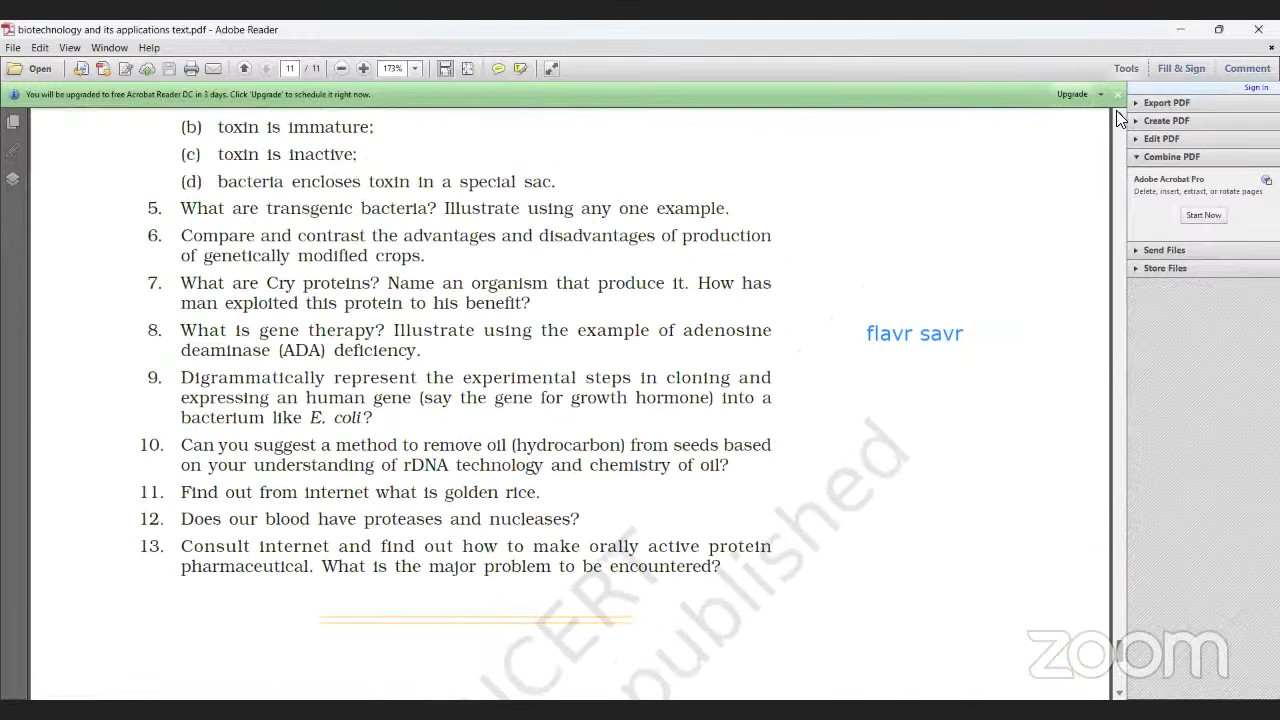 biotechnology and its applications text.pdf - Adobe Reader
File Edit View Window Help
Open 11 / 11 173% Tools Fill & Sign Comment
You will be upgraded to free Acrobat Reader DC in 3 days. Click 'Upgrade' to schedule it right now. Upgrade
Sign In
Export PDF
Create PDF
Edit PDF
Combine PDF
Adobe Acrobat Pro
Delete, insert, extract, or rotate pages
Start Now
Send Files
Store Files
(b) toxin is immature;
(c) toxin is inactive;
(d) bacteria encloses toxin in a special sac.
5. What are transgenic bacteria? Illustrate using any one example.
6. Compare and contrast the advantages and disadvantages of production
of genetically modified crops.
7. What are Cry proteins? Name an organism that produce it. How has
man exploited this protein to his benefit?
8. What is gene therapy? Illustrate using the example of adenosine
deaminase (ADA) deficiency.
9. Digrammatically represent the experimental steps in cloning and
expressing an human gene (say the gene for growth hormone) into a
bacterium like E. coli?
10. Can you suggest a method to remove oil (hydrocarbon) from seeds based
on your understanding of rDNA technology and chemistry of oil?
11. Find out from internet what is golden rice.
12. Does our blood have proteases and nucleases?
13. Consult internet and find out how to make orally active protein
pharmaceutical. What is the major problem to be encountered?
flavr savr
NCERT
published
zoom